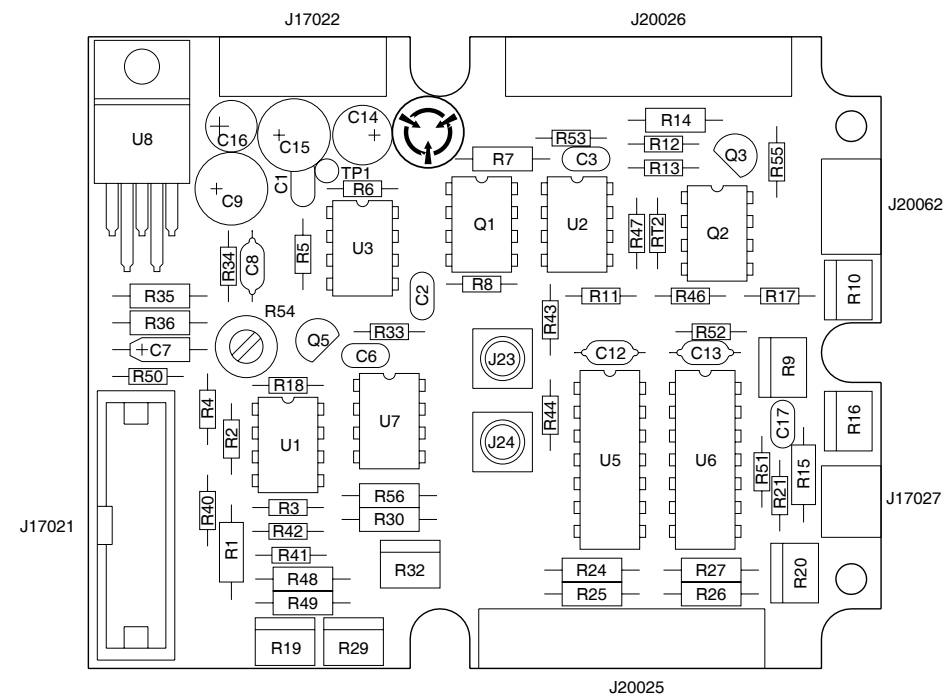 J17022
J20026
U8
C16
C15
C14
R14
R53
R12
Q3
R55
R7
C3
R13
C1
TP1
R6
C9
J20062
U3
Q1
U2
R47
RT2
Q2
R34
C8
R5
R8
C2
R35
R11
R46
R17
R10
R54
R43
R36
Q5
R33
R52
C7
C6
J23
C12
C13
R9
R50
R18
R4
R2
U1
U7
R44
J24
C17
R16
U5
U6
R51
R21
R15
R56
R40
R3
R30
J17021
J17027
R42
R1
R41
R48
R32
R24
R27
R20
R49
R25
R26
R19
R29
J20025